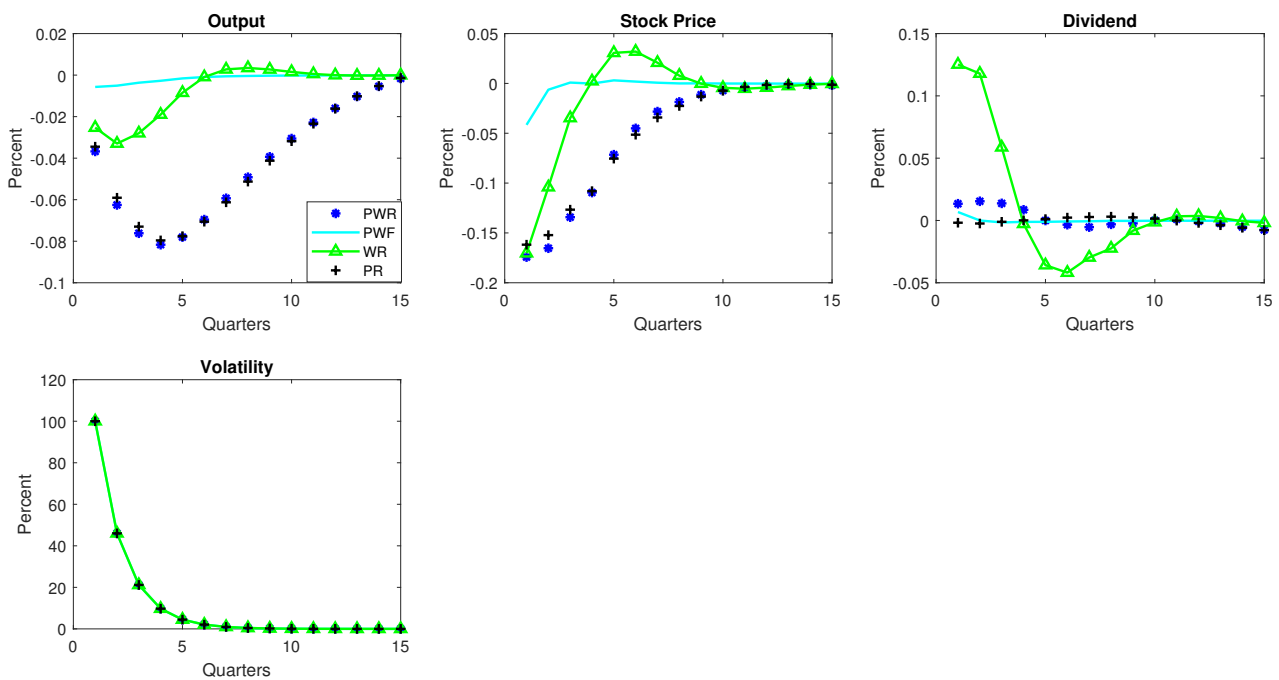 Output
Percent
0.02
0
-0.02
-0.04
-0.06
-0.08
-0.1
0 5 10 15
Quarters
PWR
PWF
WR
PR
Stock Price
Percent
0.05
0
-0.05
-0.1
-0.15
-0.2
0 5 10 15
Quarters
Dividend
Percent
0.15
0.1
0.05
0
-0.05
0 5 10 15
Quarters
Volatility
Percent
120
100
80
60
40
20
0
0 5 10 15
Quarters